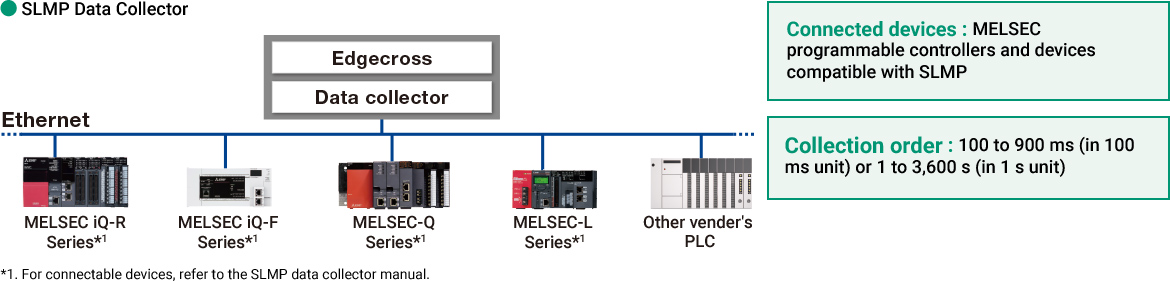 SLMP Data Collector
Edgecross
Data collector
Ethernet
MELSEC iQ-R
Series*1
MELSEC iQ-F
Series*1
MELSEC-Q
Series*1
MELSEC-L
Series*1
Other vender's
PLC
*1. For connectable devices, refer to the SLMP data collector manual.
Connected devices : MELSEC
programmable controllers and devices
compatible with SLMP
Collection order : 100 to 900 ms (in 100
ms unit) or 1 to 3,600 s (in 1 s unit)